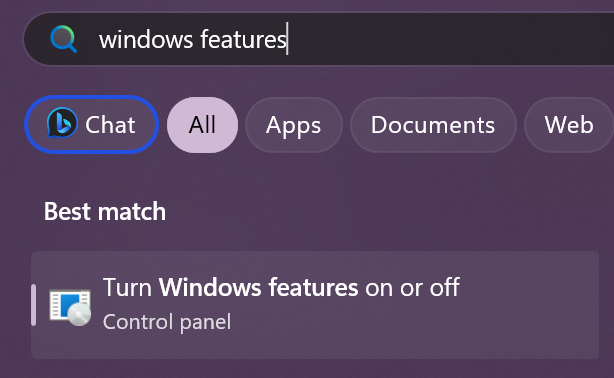 windows features
Chat All Apps Documents Web
Best match
Turn Windows features on or off
Control panel